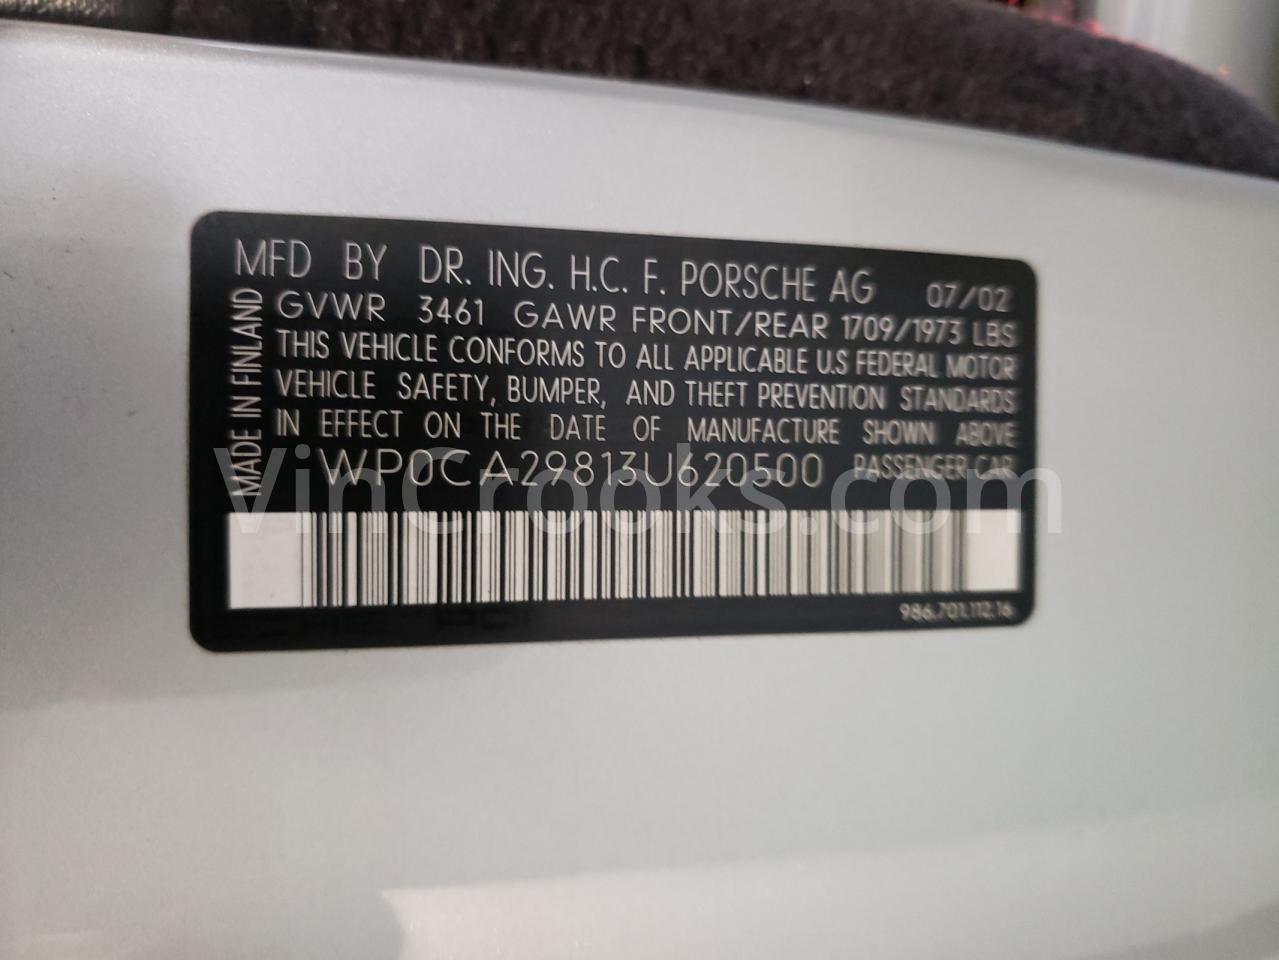 MFD BY DR. ING. H.C. F. PORSCHE AG 07/02
GVWR 3461 GAWR FRONT/REAR 1709/1973 LBS
THIS VEHICLE CONFORMS TO ALL APPLICABLE U.S FEDERAL MOTOR
VEHICLE SAFETY, BUMPER, AND THEFT PREVENTION STANDARDS
IN EFFECT ON THE DATE OF MANUFACTURE SHOWN ABOVE
WP0CA29813U620500 PASSENGER CAR
MADE IN FINLAND
VinCrooks.com
986.701.112.16